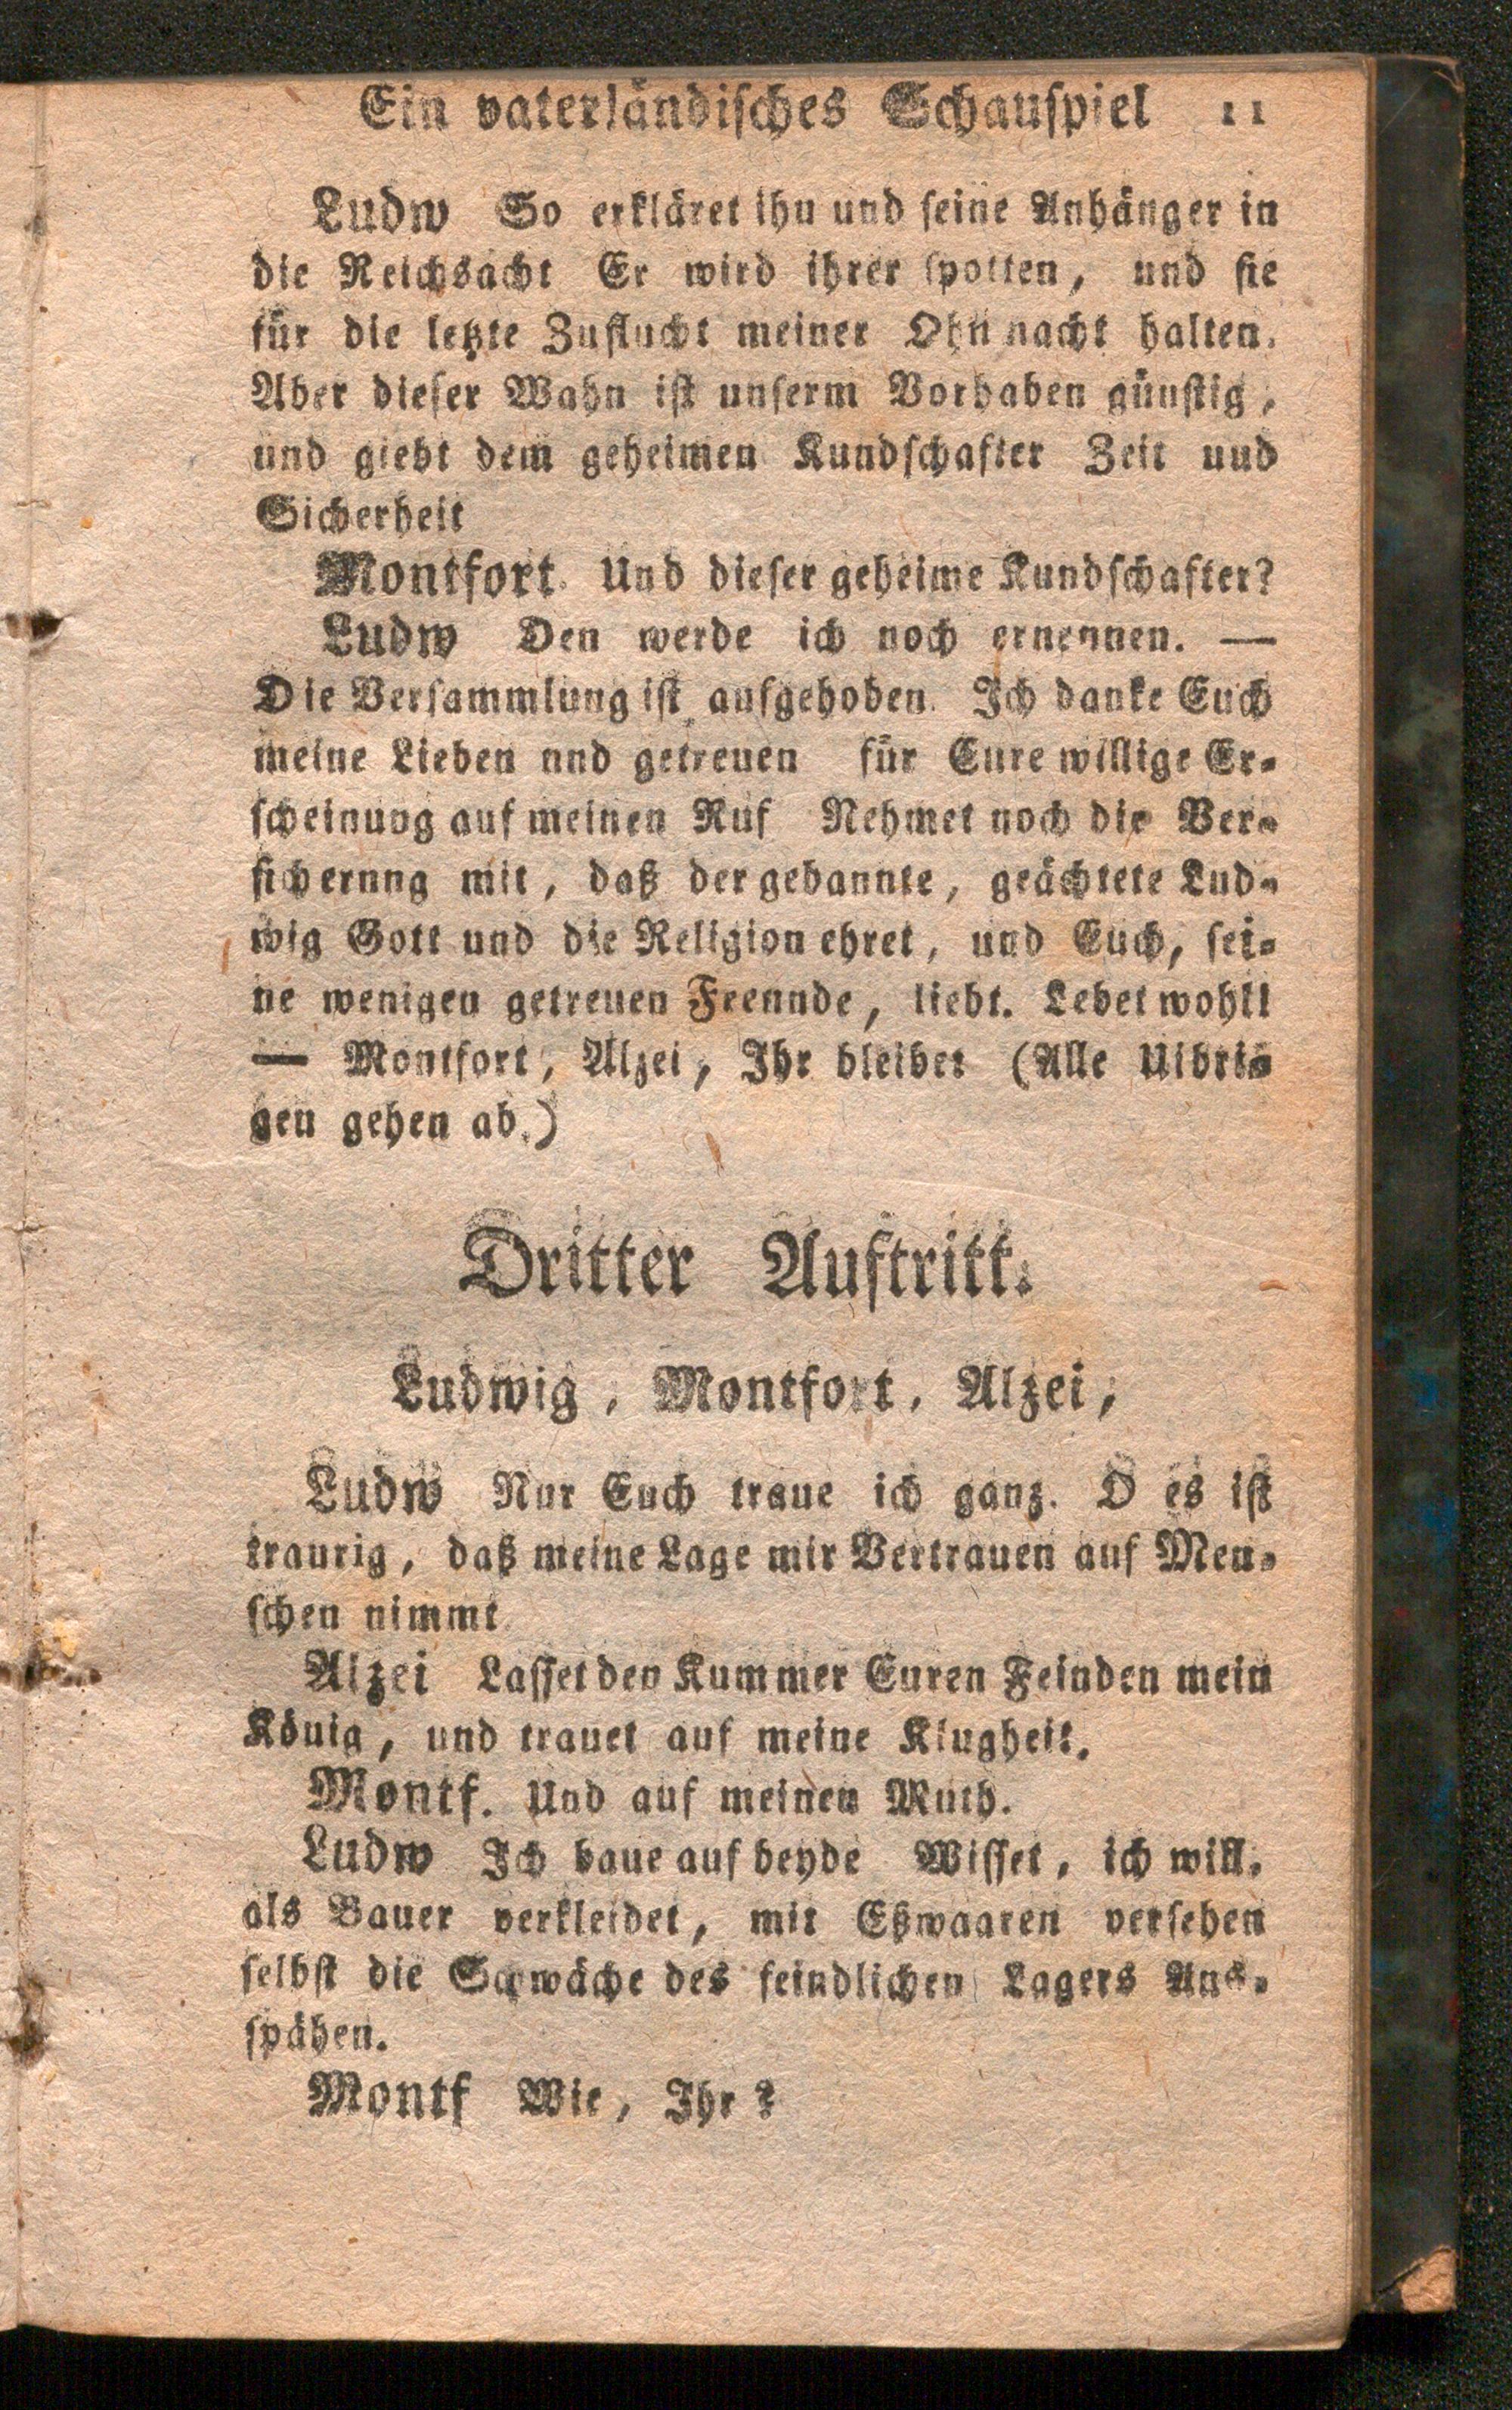 Ein vaterländisches Schauspiel 11
Ludw So erkläret ihn und seine Anhänger in
die Reichsacht Er wird ihrer spotten, und sie
für die letzte Zuflucht meiner Ohnmacht halten.
Aber dieser Wahn ist unserm Vorhaben günstig,
und giebt dem geheimen Kundschafter Zeit und
Sicherheit
Montfort. Und dieser geheime Kundschafter?
Ludw Den werde ich noch ernennen. —
Die Versammlung ist aufgehoben. Ich danke Euch
meine Lieben und getreuen für Eure willige Er-
scheinung auf meinen Ruf Nehmet noch die Ver-
sicherung mit, daß der gebannte, geächtete Lud-
wig Gott und die Religion ehret, und Euch, sei-
ne wenigen getreuen Freunde, liebt. Lebet wohl!
— Montfort, Alzei, Ihr bleibet (Alle Uibri-
gen gehen ab.)
Dritter Auftritt.
Ludwig, Montfort, Alzei,
Ludw Nur Euch traue ich ganz. O es ist
traurig, daß meine Lage mir Vertrauen auf Men-
schen nimmt
Alzei Lasset den Kummer Euren Feinden mein
König, und trauet auf meine Klugheit.
Montf. Und auf meinen Muth.
Ludw Ich baue auf beyde Wisset, ich will,
als Bauer verkleidet, mit Eßwaaren versehen
selbst die Schwäche des feindlichen Lagers Aus-
spähen.
Montf Wie, Ihr?